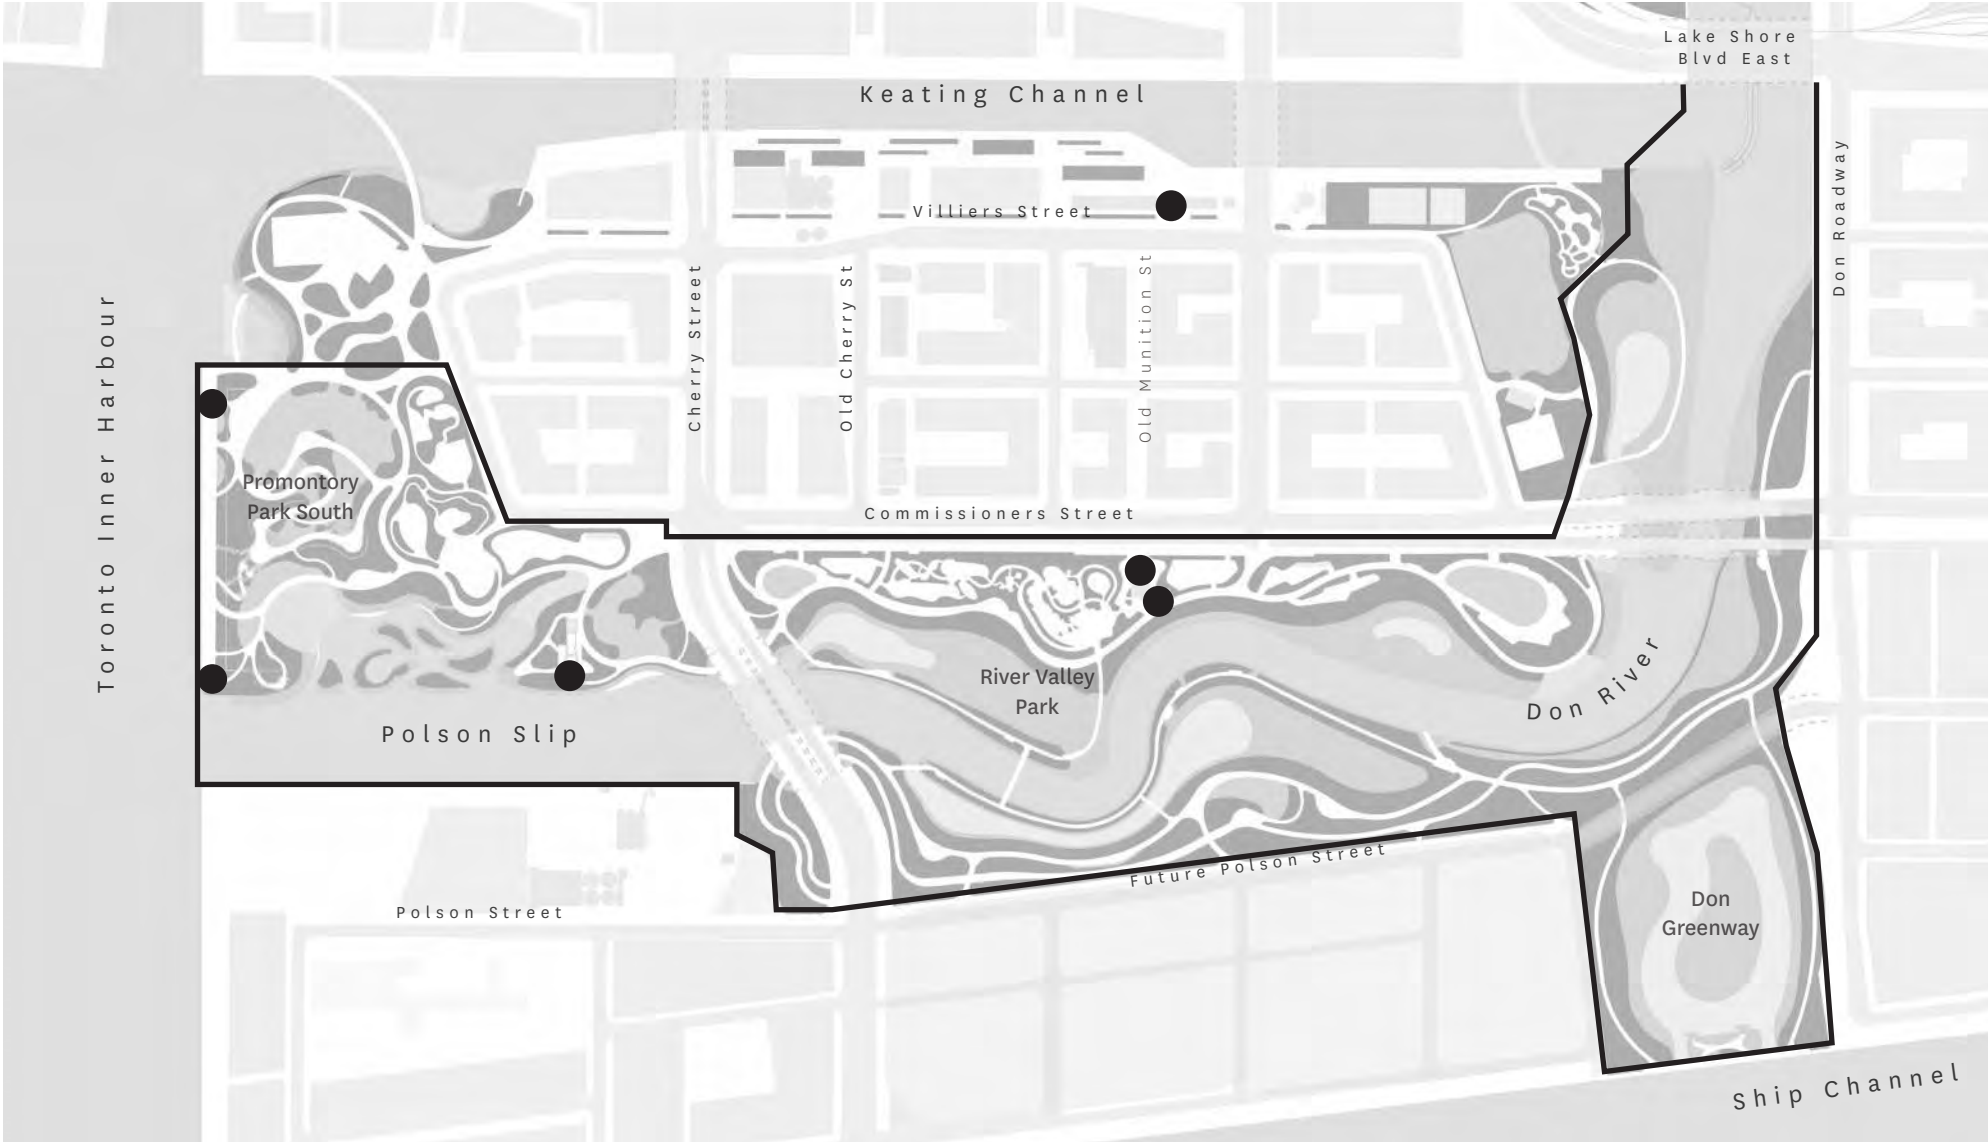 Lake Shore
Blvd East
Keating Channel
Don Roadway
Villiers Street
Cherry Street
Old Cherry St
Old Munition St
Toronto Inner Harbour
Promontory
Park South
Commissioners Street
River Valley
Park
Don River
Polson Slip
Future Polson Street
Polson Street
Don
Greenway
Ship Channel